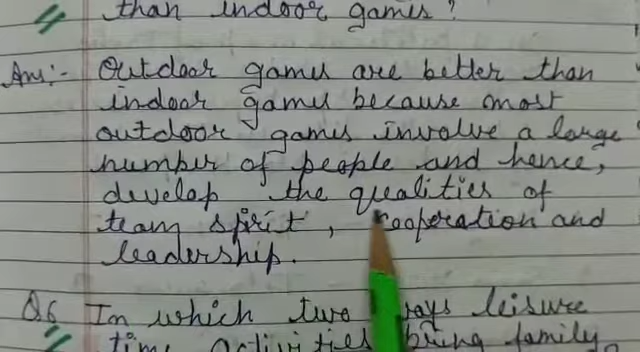 than indoor games?
Ans:- Outdoor games are better than
indoor games because most
outdoor games involve a large
number of people and hence,
develop the qualities of
team spirit, cooperation and
leadership.
Q.6 In which two ways leisure
time activities bring family